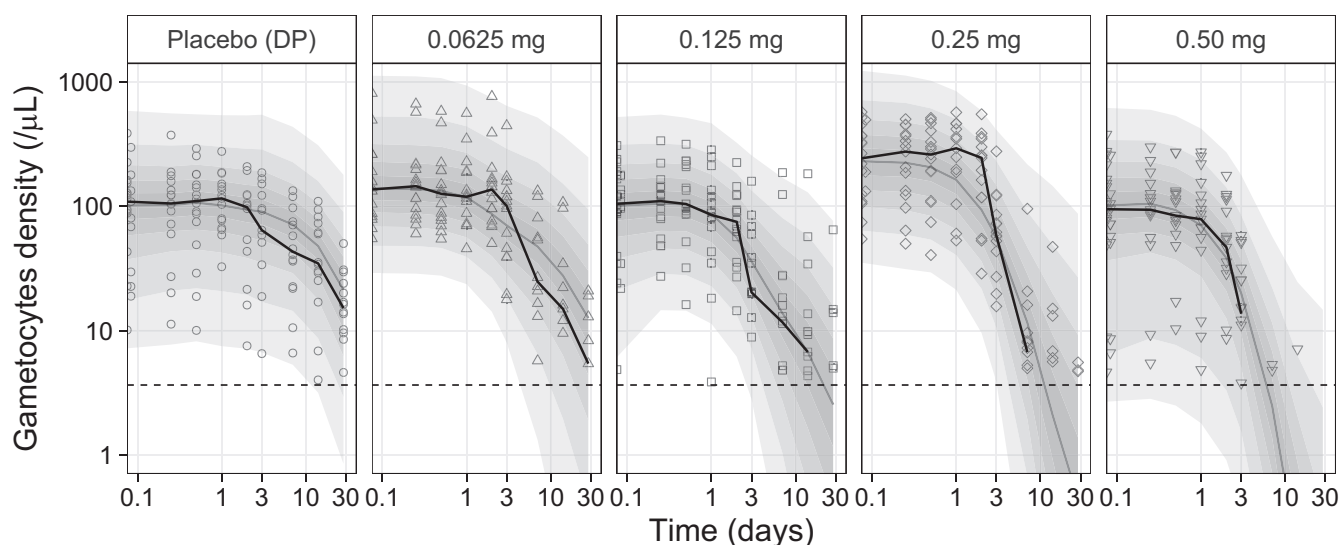 Placebo (DP) 0.0625 mg 0.125 mg 0.25 mg 0.50 mg
Gametocytes density (/μL)
1000
100
10
1
0.1 1 3 10 30 0.1 1 3 10 30 0.1 1 3 10 30 0.1 1 3 10 30 0.1 1 3 10 30
Time (days)